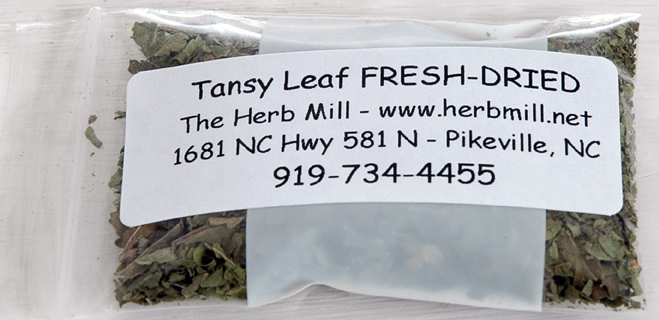 Tansy Leaf FRESH-DRIED
The Herb Mill - www.herbmill.net
1681 NC Hwy 581 N - Pikeville, NC
919-734-4455